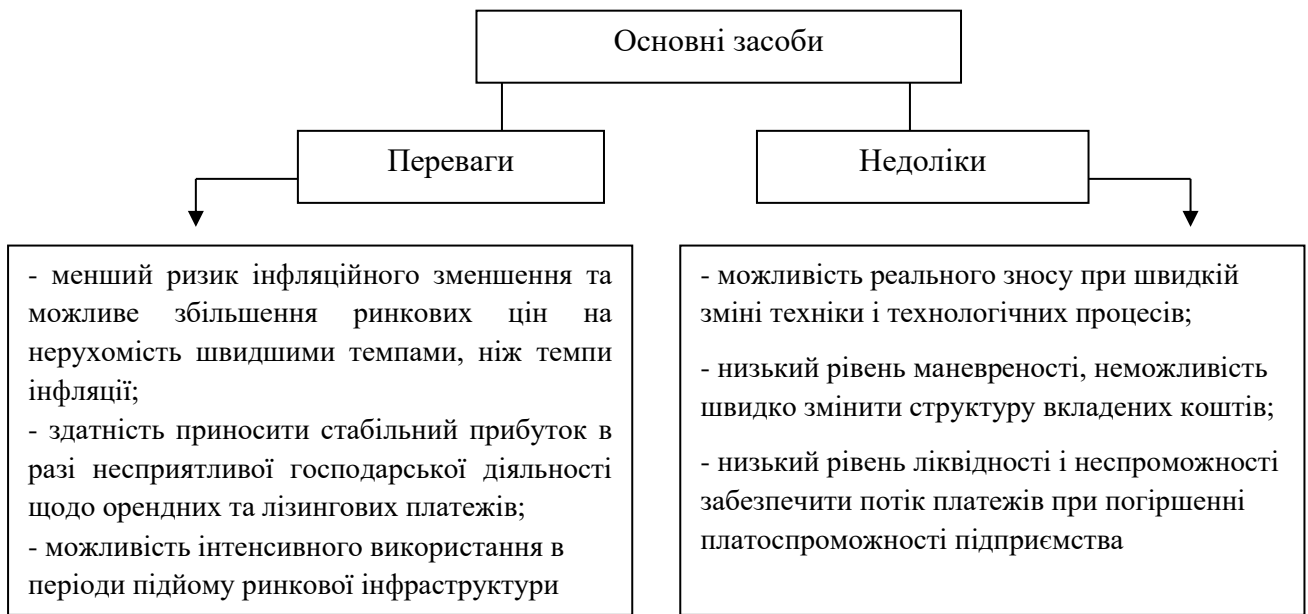 Основні засоби
Переваги
Недоліки
- менший ризик інфляційного зменшення та
можливе збільшення ринкових цін на
нерухомість швидшими темпами, ніж темпи
інфляції;
- здатність приносити стабільний прибуток в
разі несприятливої господарської діяльності
щодо орендних та лізингових платежів;
- можливість інтенсивного використання в
періоди підйому ринкової інфраструктури
- можливість реального зносу при швидкій
зміні техніки і технологічних процесів;
- низький рівень маневреності, неможливість
швидко змінити структуру вкладених коштів;
- низький рівень ліквідності і неспроможності
забезпечити потік платежів при погіршенні
платоспроможності підприємства